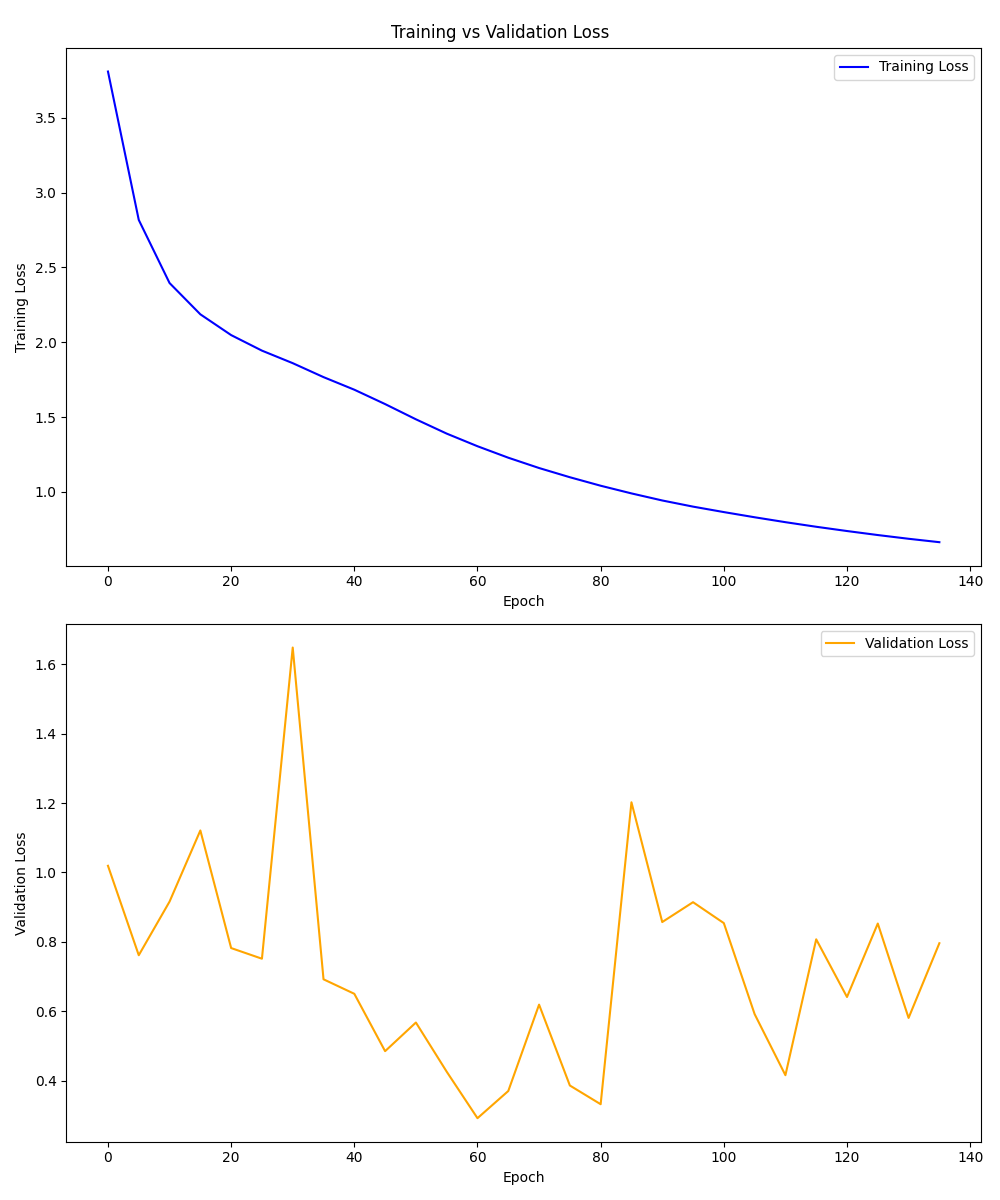 Training vs Validation Loss
Training Loss
3.5
3.0
2.5
2.0
1.5
1.0
Training Loss
0 20 40 60 80 100 120 140
Epoch
Validation Loss
1.6
1.4
1.2
1.0
0.8
0.6
0.4
Validation Loss
0 20 40 60 80 100 120 140
Epoch